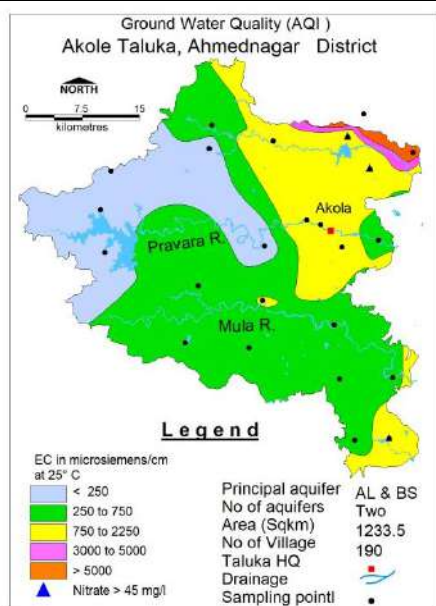 Ground Water Quality (AQI )
Akole Taluka, Ahmednagar District
NORTH
0 7.5 15
kilometres
Akola
Pravara R.
Mula R.
Legend
EC in microsiemens/cm
at 25° C
< 250
250 to 750
750 to 2250
3000 to 5000
> 5000
Nitrate > 45 mg/l
Principal aquifer AL & BS
No of aquifers Two
Area (Sqkm) 1233.5
No of Village 190
Taluka HQ
Drainage
Sampling pointl